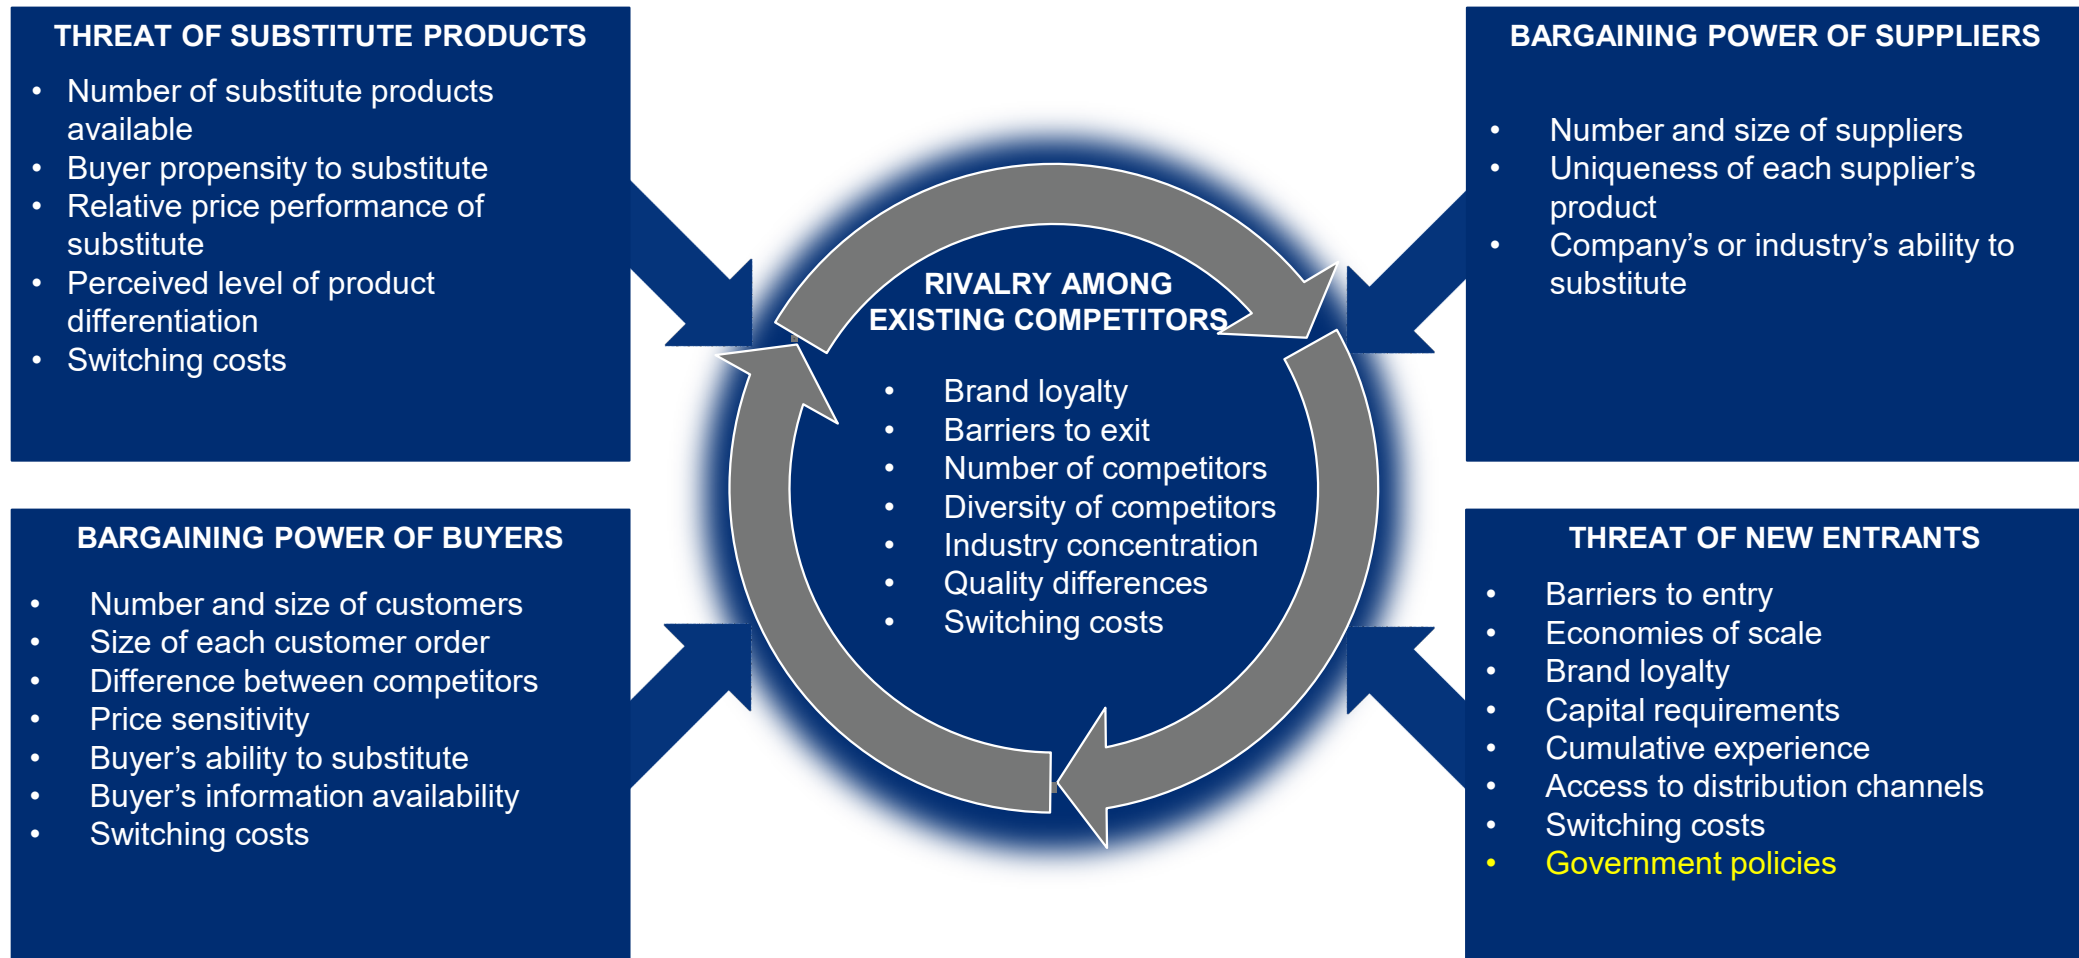 THREAT OF SUBSTITUTE PRODUCTS
• Number of substitute products
available
• Buyer propensity to substitute
• Relative price performance of
substitute
• Perceived level of product
differentiation
• Switching costs
BARGAINING POWER OF SUPPLIERS
• Number and size of suppliers
• Uniqueness of each supplier’s
product
• Company’s or industry’s ability to
substitute
RIVALRY AMONG
EXISTING COMPETITORS
• Brand loyalty
• Barriers to exit
• Number of competitors
• Diversity of competitors
• Industry concentration
• Quality differences
• Switching costs
BARGAINING POWER OF BUYERS
• Number and size of customers
• Size of each customer order
• Difference between competitors
• Price sensitivity
• Buyer’s ability to substitute
• Buyer’s information availability
• Switching costs
THREAT OF NEW ENTRANTS
• Barriers to entry
• Economies of scale
• Brand loyalty
• Capital requirements
• Cumulative experience
• Access to distribution channels
• Switching costs
• Government policies